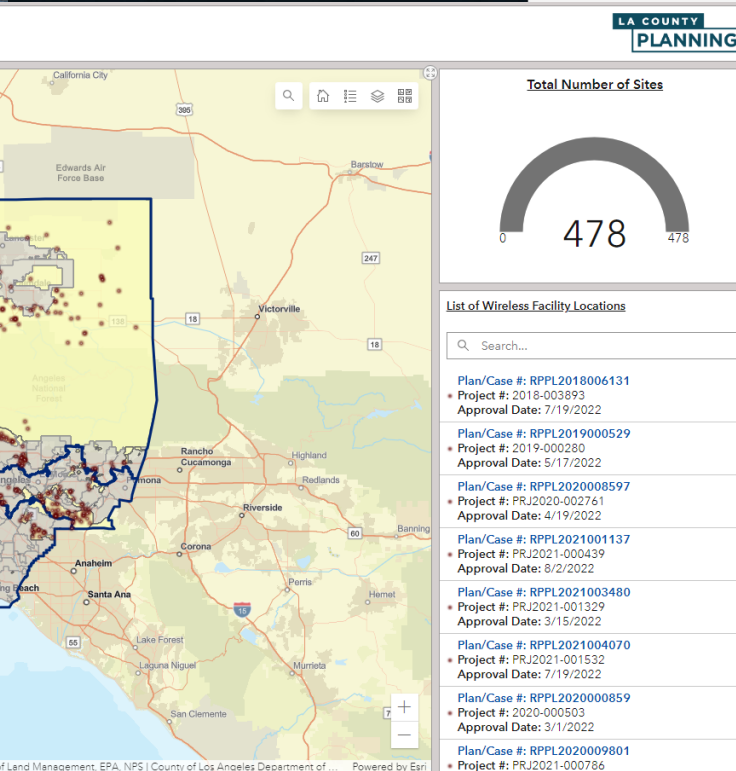 LA COUNTY
PLANNING
California City
395
Edwards Air
Force Base
Barstow
247
Lancaster
138
18
Victorville
18
Angeles
National
Forest
Rancho
Cucamonga
Highland
Redlands
Pomona
Riverside
60
Banning
Corona
Anaheim
Perris
Hemet
Santa Ana
15
55
Lake Forest
Laguna Niguel
Murrieta
San Clemente
of Land Management, EPA, NPS | County of Los Angeles Department of ...
Powered by Esri
Total Number of Sites
478
0
478
List of Wireless Facility Locations
Search...
Plan/Case #: RPPL2018006131
Project #: 2018-003893
Approval Date: 7/19/2022
Plan/Case #: RPPL2019000529
Project #: 2019-000280
Approval Date: 5/17/2022
Plan/Case #: RPPL2020008597
Project #: PRJ2020-002761
Approval Date: 4/19/2022
Plan/Case #: RPPL2021001137
Project #: PRJ2021-000439
Approval Date: 8/2/2022
Plan/Case #: RPPL2021003480
Project #: PRJ2021-001329
Approval Date: 3/15/2022
Plan/Case #: RPPL2021004070
Project #: PRJ2021-001532
Approval Date: 7/19/2022
Plan/Case #: RPPL2020000859
Project #: 2020-000503
Approval Date: 3/1/2022
Plan/Case #: RPPL2020009801
Project #: PRJ2021-000786